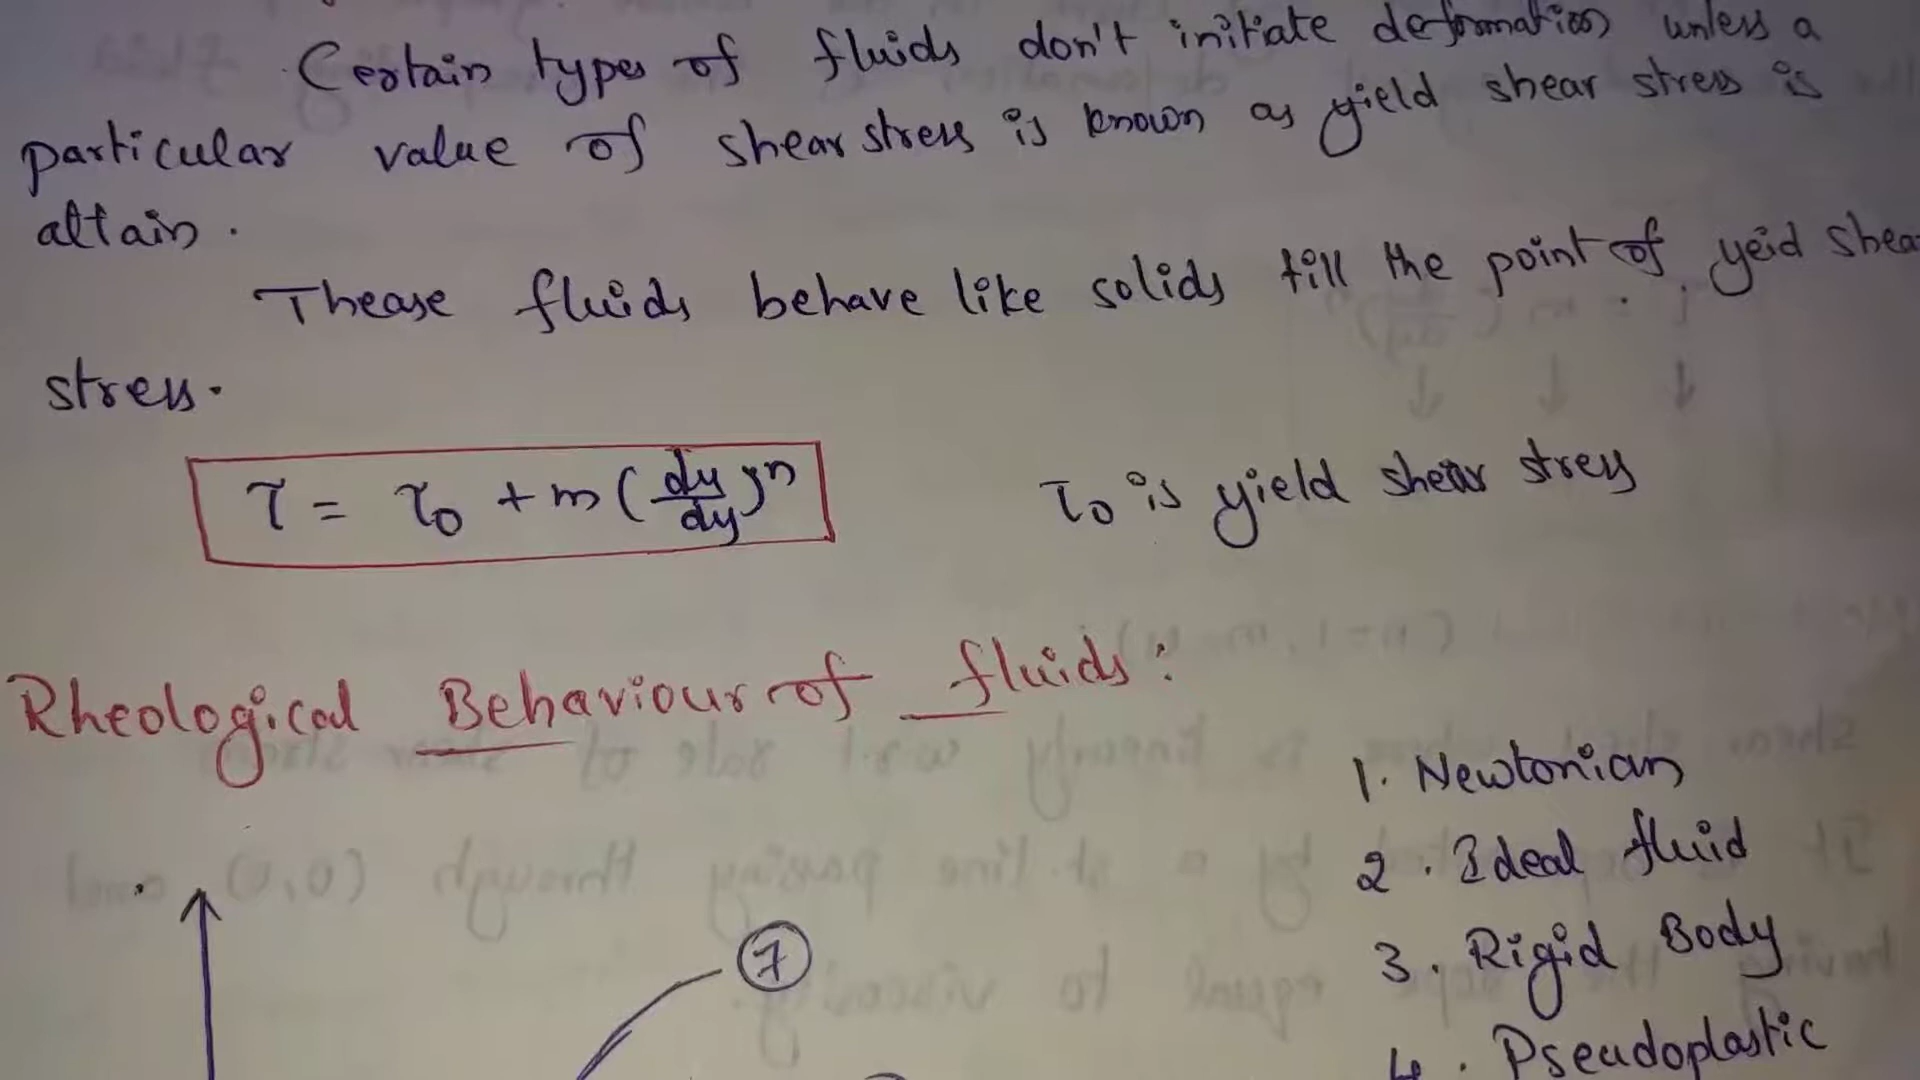 Certain types of fluids don't initiate deformation unless a
particular value of shear stress is known as yield shear stress is
attain.
Thease fluids behave like solids till the point of yeid shea
stress.
τ = τ₀ + m (du/dy)ⁿ
τ₀ is yield shear stress
Rheological Behaviour of fluids:
1. Newtonian
2. Ideal fluid
3. Rigid Body
4. Pseudoplastic
7